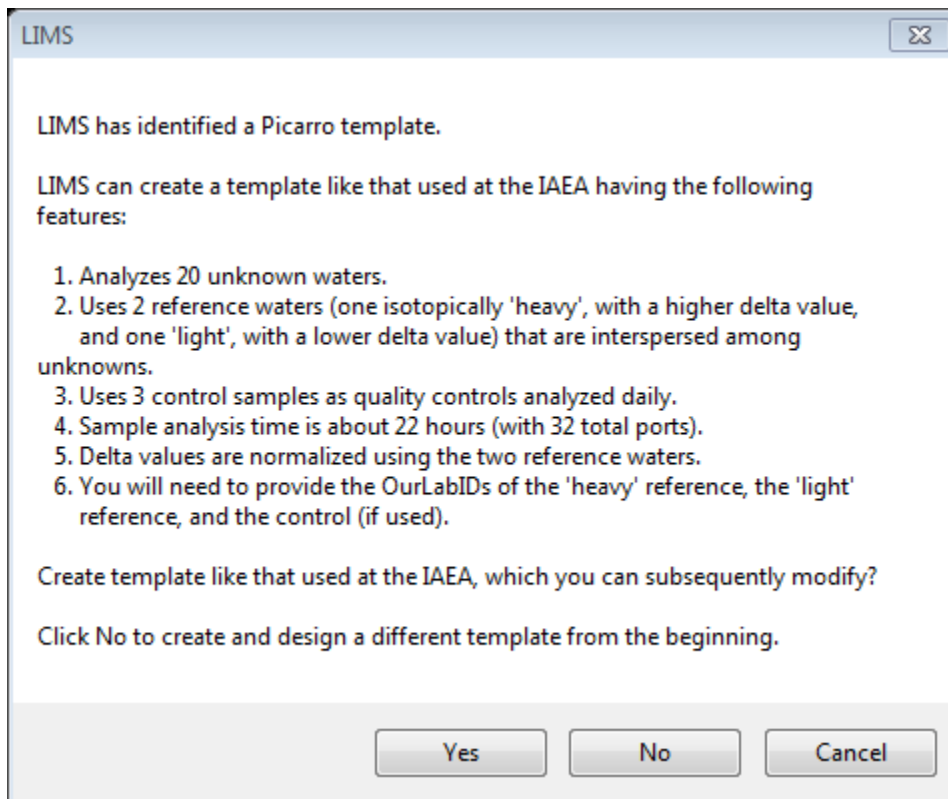 LIMS
LIMS has identified a Picarro template.
LIMS can create a template like that used at the IAEA having the following
features:
1. Analyzes 20 unknown waters.
2. Uses 2 reference waters (one isotopically 'heavy', with a higher delta value,
and one 'light', with a lower delta value) that are interspersed among
unknowns.
3. Uses 3 control samples as quality controls analyzed daily.
4. Sample analysis time is about 22 hours (with 32 total ports).
5. Delta values are normalized using the two reference waters.
6. You will need to provide the OurLabIDs of the 'heavy' reference, the 'light'
reference, and the control (if used).
Create template like that used at the IAEA, which you can subsequently modify?
Click No to create and design a different template from the beginning.
Yes No Cancel